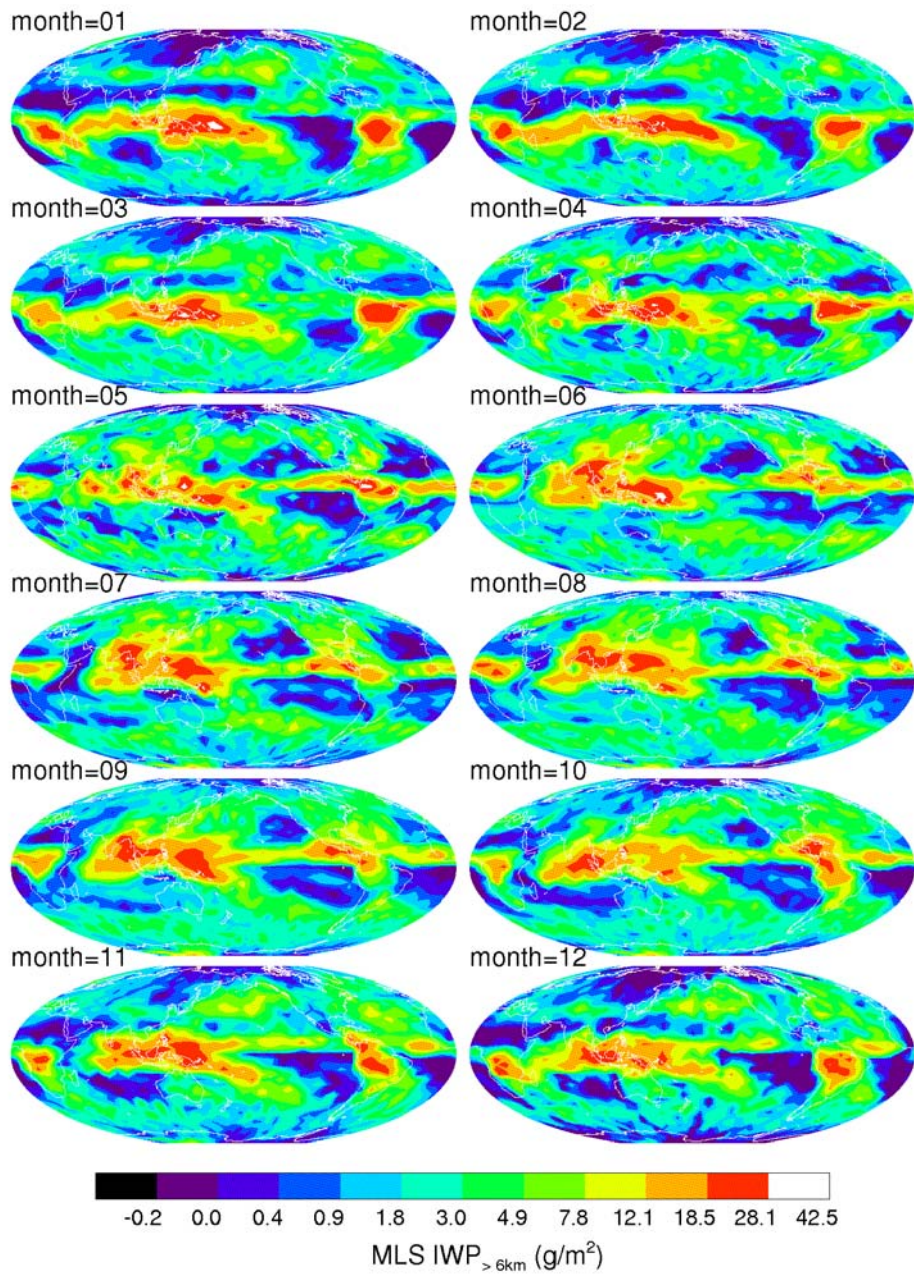 month=01 month=02
month=03 month=04
month=05 month=06
month=07 month=08
month=09 month=10
month=11 month=12
-0.2 0.0 0.4 0.9 1.8 3.0 4.9 7.8 12.1 18.5 28.1 42.5
MLS IWP> 6km (g/m²)